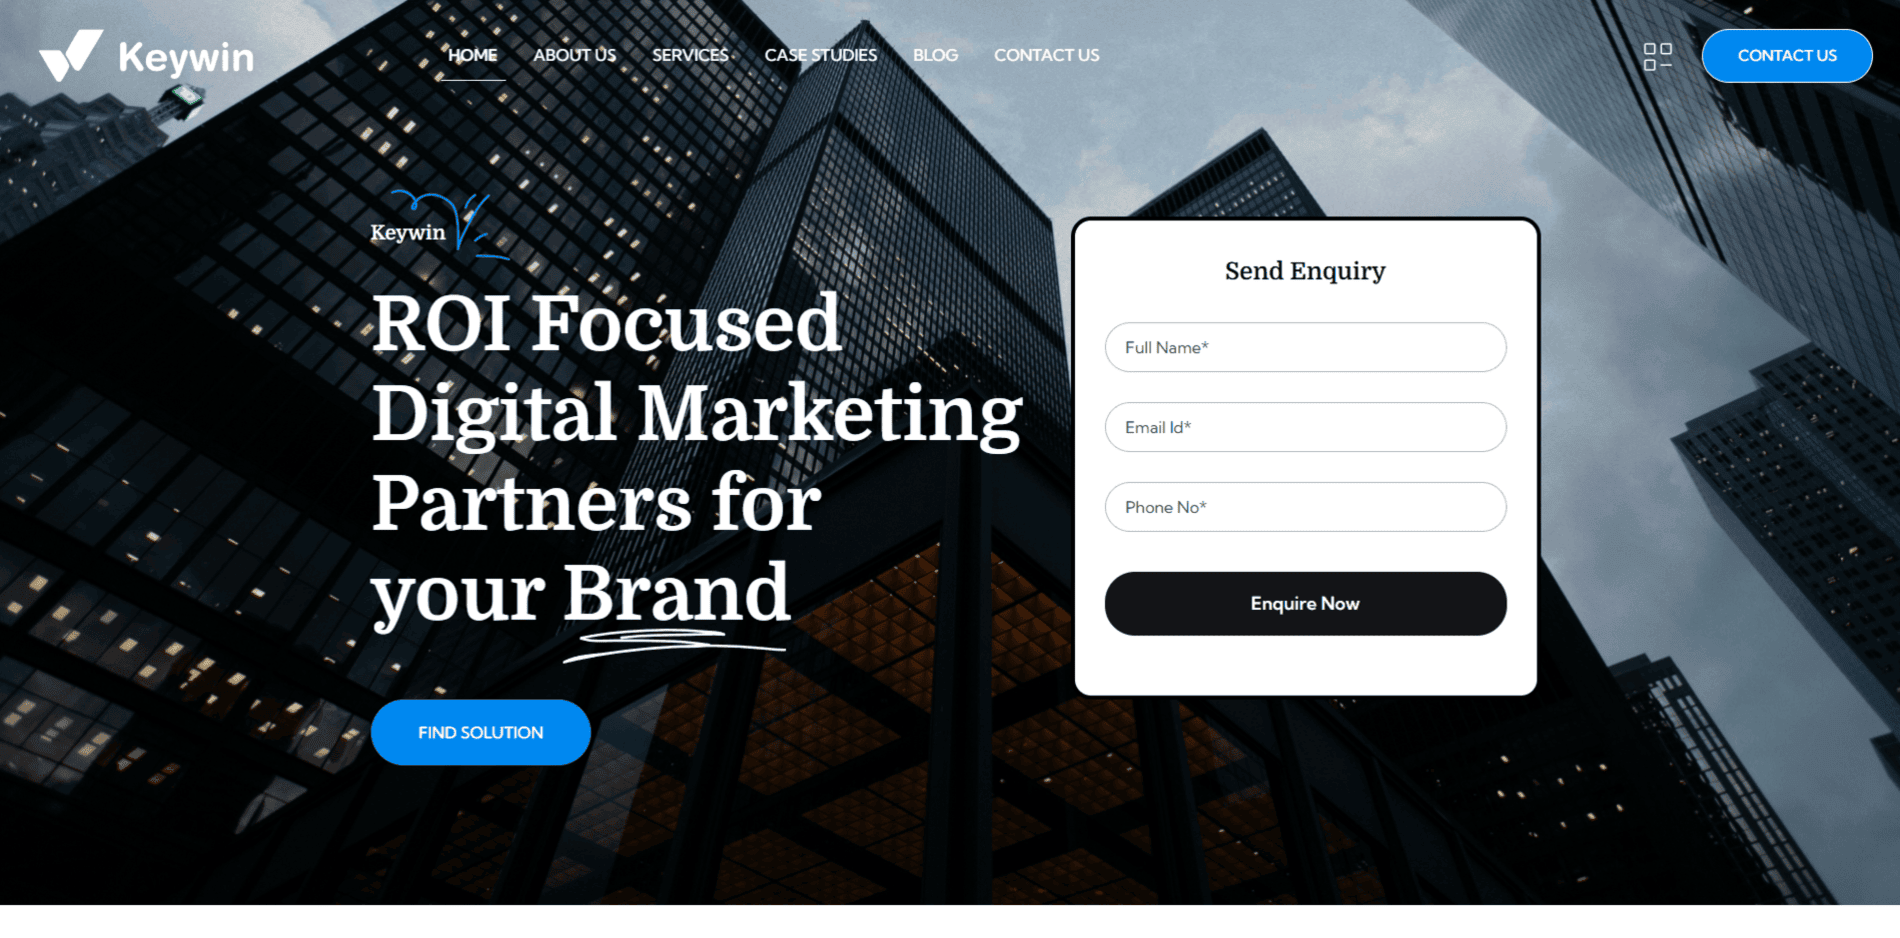 Keywin
HOME
ABOUT US
SERVICES
CASE STUDIES
BLOG
CONTACT US
CONTACT US
Keywin
ROI Focused
Digital Marketing
Partners for
your Brand
FIND SOLUTION
Send Enquiry
Full Name*
Email Id*
Phone No*
Enquire Now